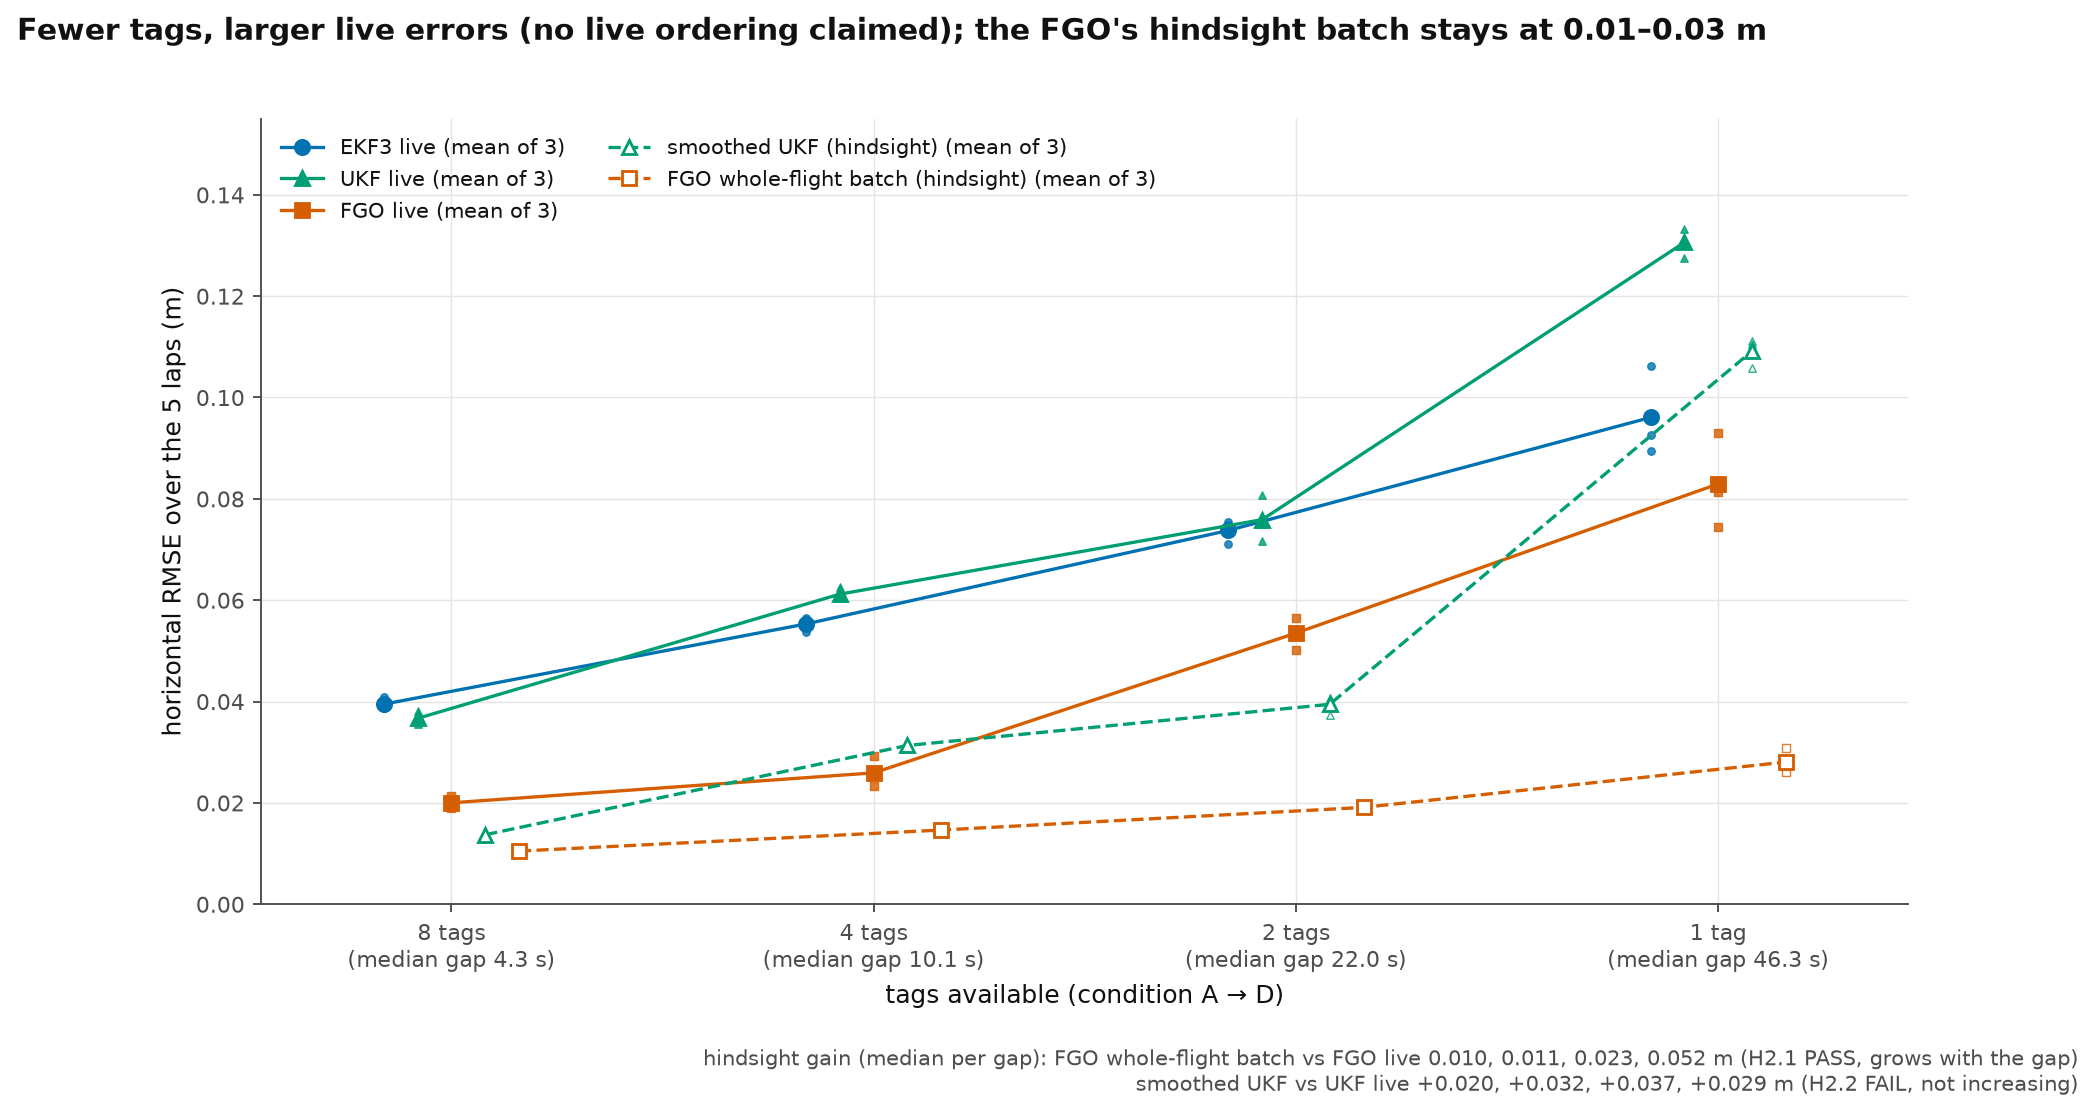 Fewer tags, larger live errors (no live ordering claimed); the FGO's hindsight batch stays at 0.01–0.03 m
EKF3 live (mean of 3)
UKF live (mean of 3)
FGO live (mean of 3)
smoothed UKF (hindsight) (mean of 3)
FGO whole-flight batch (hindsight) (mean of 3)
horizontal RMSE over the 5 laps (m)
0.14
0.12
0.10
0.08
0.06
0.04
0.02
0.00
8 tags
(median gap 4.3 s)
4 tags
(median gap 10.1 s)
2 tags
(median gap 22.0 s)
1 tag
(median gap 46.3 s)
tags available (condition A → D)
hindsight gain (median per gap): FGO whole-flight batch vs FGO live 0.010, 0.011, 0.023, 0.052 m (H2.1 PASS, grows with the gap)
smoothed UKF vs UKF live +0.020, +0.032, +0.037, +0.029 m (H2.2 FAIL, not increasing)